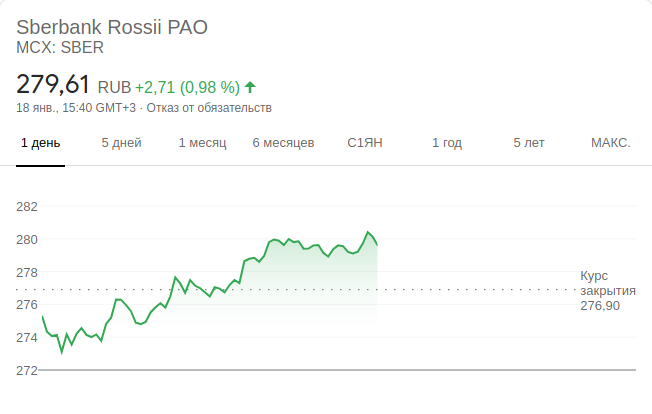 Sberbank Rossii PAO
MCX: SBER
279,61 RUB +2,71 (0,98 %)
18 янв., 15:40 GMT+3 · Отказ от обязательств
1 день 5 дней 1 месяц 6 месяцев С1ЯН 1 год 5 лет МАКС.
282
280
278
276
274
272
Курс
закрытия
276,90